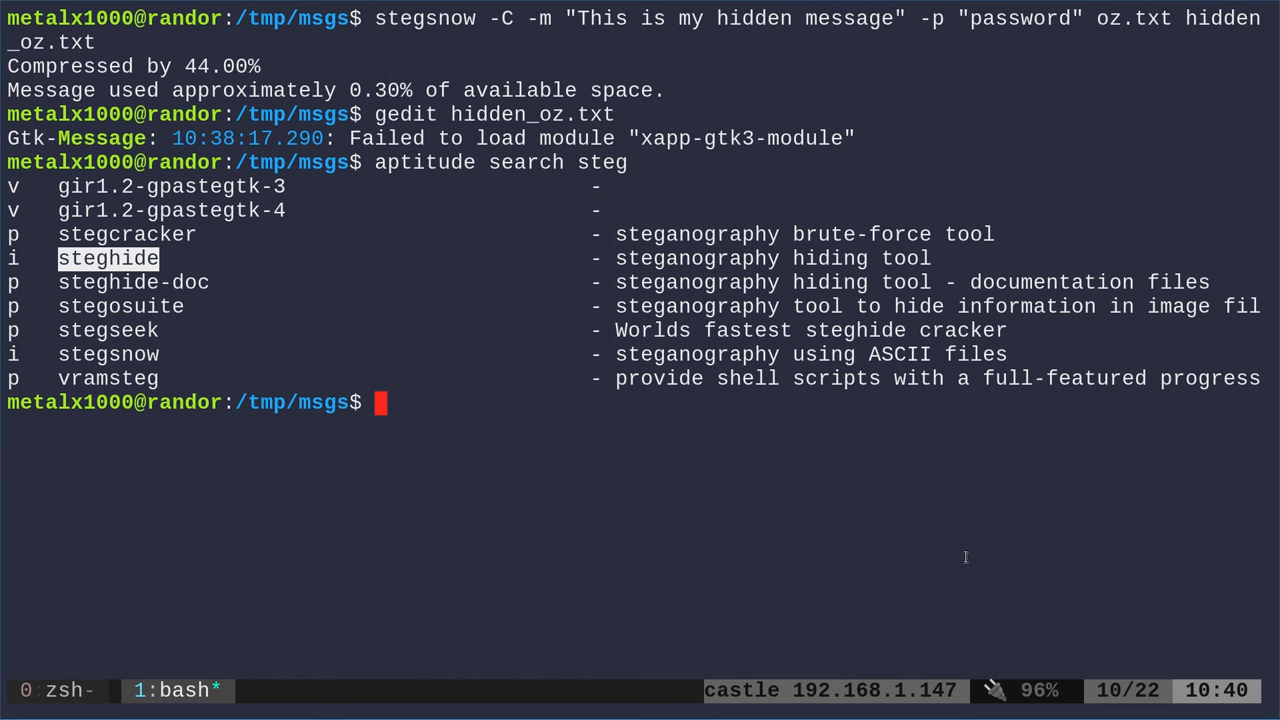 metalx1000@randor:/tmp/msgs$ stegsnow -C -m "This is my hidden message" -p "password" oz.txt hidden
_oz.txt
Compressed by 44.00%
Message used approximately 0.30% of available space.
metalx1000@randor:/tmp/msgs$ gedit hidden_oz.txt
Gtk-Message: 10:38:17.290: Failed to load module "xapp-gtk3-module"
metalx1000@randor:/tmp/msgs$ aptitude search steg
v   gir1.2-gpastegtk-3                        -
v   gir1.2-gpastegtk-4                        -
p   stegcracker                               - steganography brute-force tool
i   steghide                                  - steganography hiding tool
p   steghide-doc                              - steganography hiding tool - documentation files
p   stegosuite                                - steganography tool to hide information in image fil
p   stegseek                                  - Worlds fastest steghide cracker
i   stegsnow                                  - steganography using ASCII files
p   vramsteg                                  - provide shell scripts with a full-featured progress
metalx1000@randor:/tmp/msgs$
0:zsh- 1:bash* castle 192.168.1.147 96% 10/22 10:40